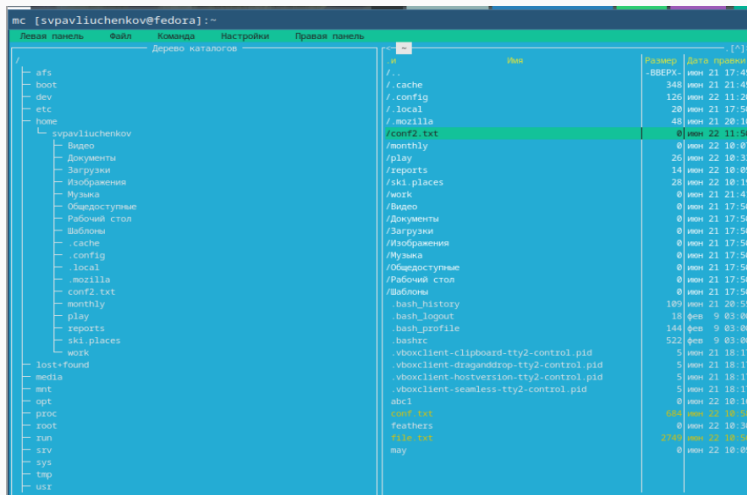 mc [svpavliuchenkov@fedora]:~
Левая панель Файл Команда Настройки Правая панель
Дерево каталогов
/
afs
boot
dev
etc
home
svpavliuchenkov
Видео
Документы
Загрузки
Изображения
Музыка
Общедоступные
Рабочий стол
Шаблоны
.cache
.config
.local
.mozilla
conf2.txt
monthly
play
reports
ski.places
work
lost+found
media
mnt
opt
proc
root
run
srv
sys
tmp
usr
<- ~ .[^]
.и Имя Размер Дата правки
/.. -ВВЕРХ- июн 21 17:4
/.cache 348 июн 21 21:4
/.config 126 июн 22 11:2
/.local 20 июн 21 17:5
/.mozilla 48 июн 21 20:1
/conf2.txt 0 июн 22 11:5
/monthly 0 июн 22 10:0
/play 26 июн 22 10:3
/reports 14 июн 22 10:0
/ski.places 28 июн 22 10:1
/work 0 июн 21 21:4
/Видео 0 июн 21 17:5
/Документы 0 июн 21 17:5
/Загрузки 0 июн 21 17:5
/Изображения 0 июн 21 17:5
/Музыка 0 июн 21 17:5
/Общедоступные 0 июн 21 17:5
/Рабочий стол 0 июн 21 17:5
/Шаблоны 0 июн 21 17:5
.bash_history 109 июн 21 20:5
.bash_logout 18 фев 9 03:0
.bash_profile 144 фев 9 03:0
.bashrc 522 фев 9 03:0
.vboxclient-clipboard-tty2-control.pid 5 июн 21 18:1
.vboxclient-draganddrop-tty2-control.pid 5 июн 21 18:1
.vboxclient-hostversion-tty2-control.pid 5 июн 21 18:1
.vboxclient-seamless-tty2-control.pid 5 июн 21 18:1
abc1 0 июн 22 10:1
conf.txt 684 июн 22 10:5
feathers 0 июн 22 10:3
file.txt 2749 июн 22 10:5
may 0 июн 22 10:0